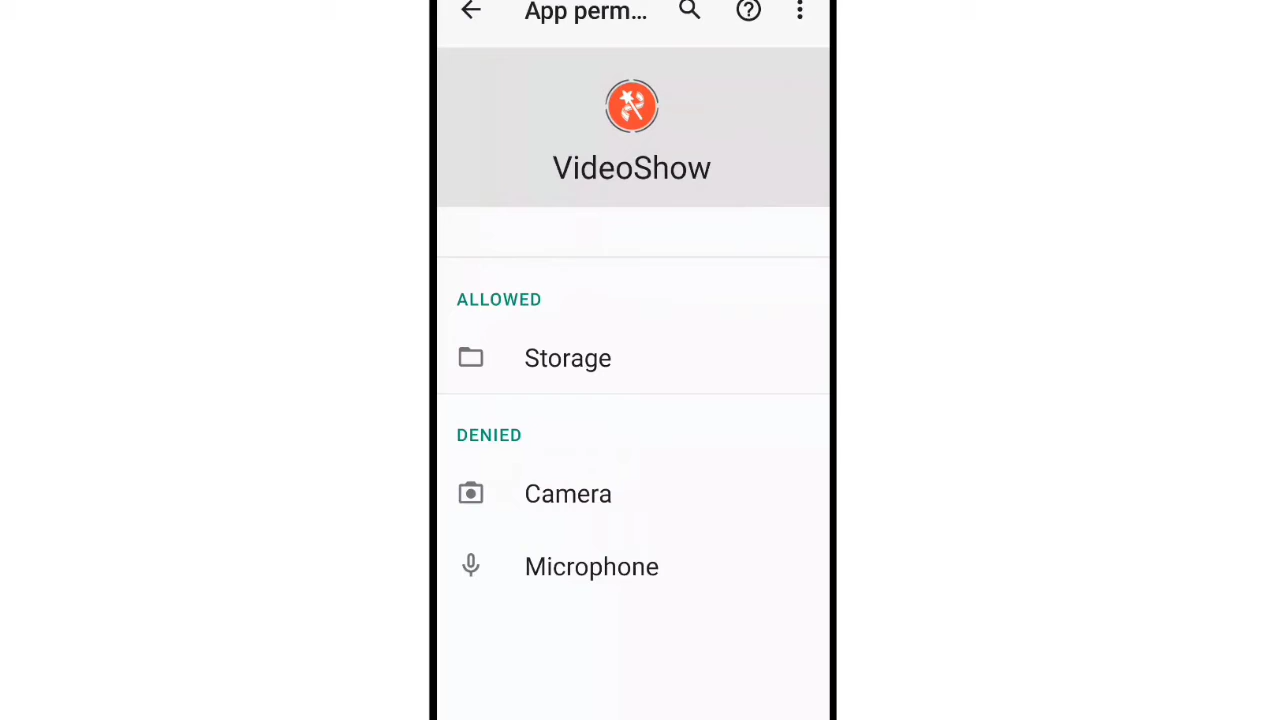 App perm...
VideoShow
ALLOWED
Storage
DENIED
Camera
Microphone